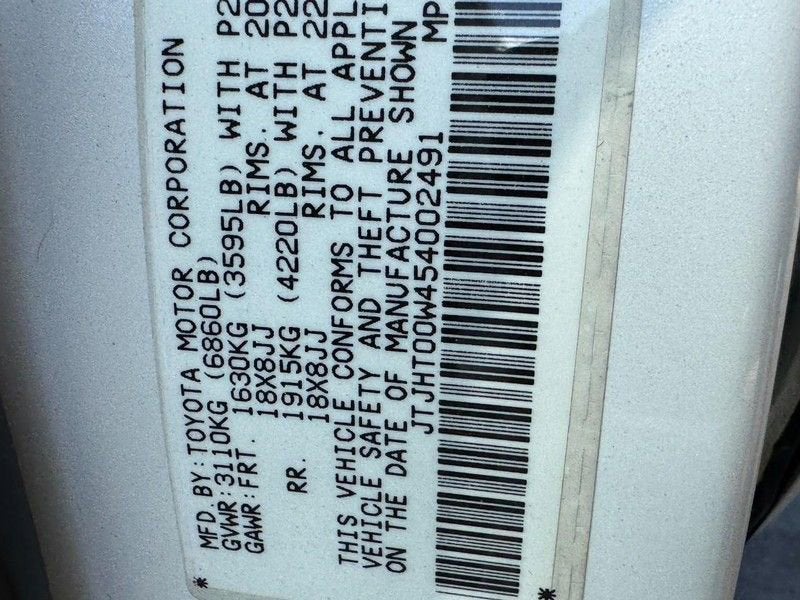 MFD. BY:TOYOTA MOTOR CORPORATION
GVWR:3110KG (6860LB)
GAWR:FRT. 1630KG (3595LB) WITH P2
18X8JJ RIMS. AT 20
RR. 1915KG (4220LB) WITH P2
18X8JJ RIMS. AT 22
THIS VEHICLE CONFORMS TO ALL APPL
VEHICLE SAFETY AND THEFT PREVENTI
ON THE DATE OF MANUFACTURE SHOWN
JTJHT00W454002491 MP
* *